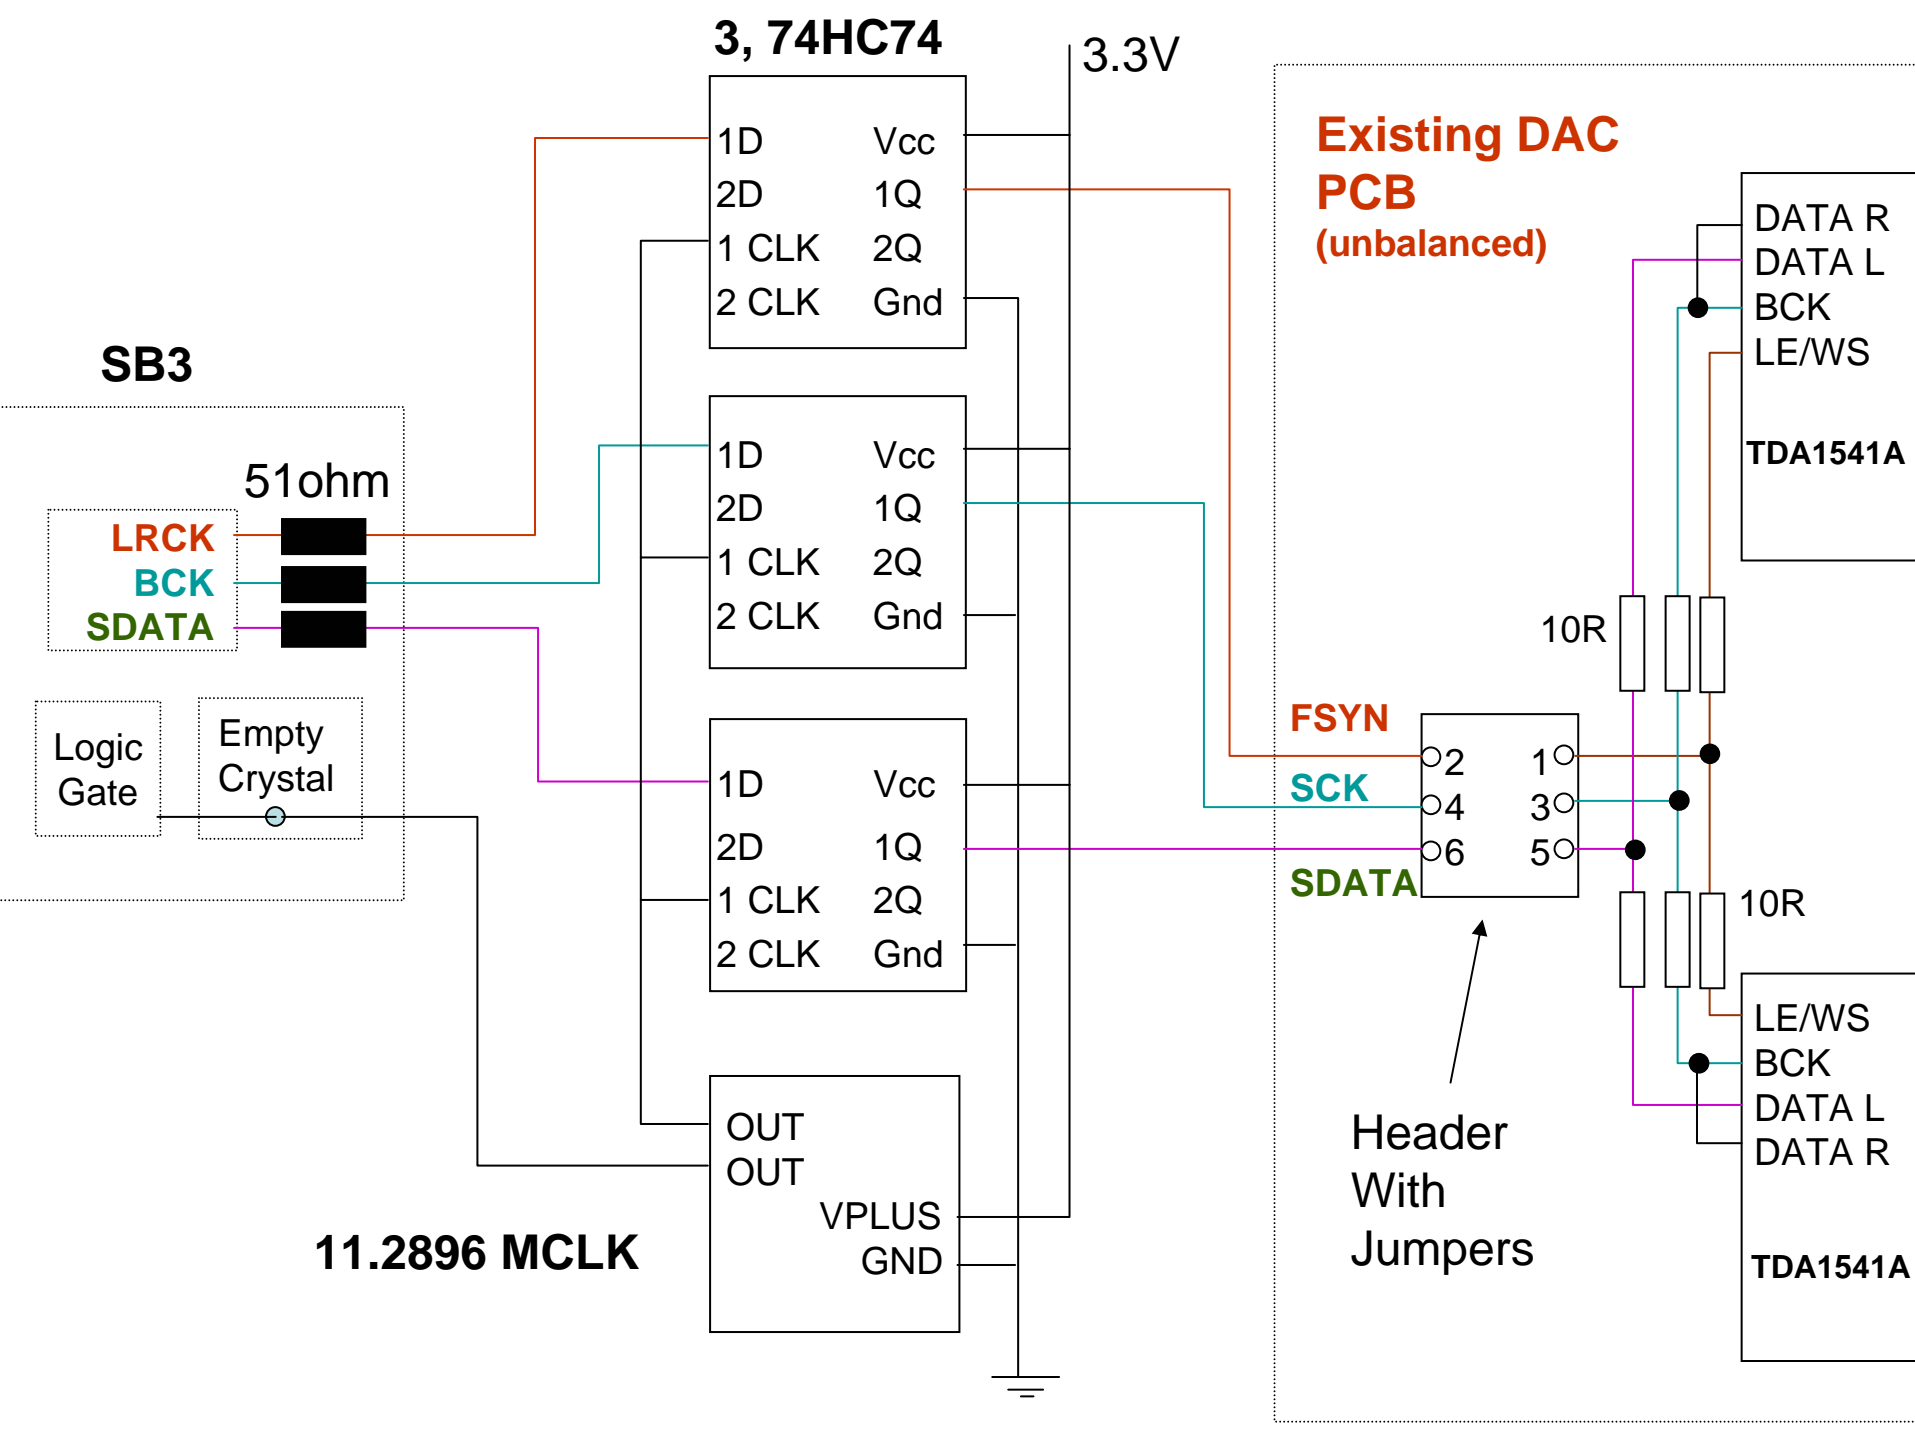 3, 74HC74
3.3V
1D Vcc
2D 1Q
1 CLK 2Q
2 CLK Gnd
SB3
51ohm
LRCK
BCK
SDATA
Logic
Gate
Empty
Crystal
1D Vcc
2D 1Q
1 CLK 2Q
2 CLK Gnd
1D Vcc
2D 1Q
1 CLK 2Q
2 CLK Gnd
OUT
OUT
VPLUS
GND
11.2896 MCLK
Existing DAC
PCB
(unbalanced)
DATA R
DATA L
BCK
LE/WS
TDA1541A
10R
FSYN
SCK
SDATA
2 1
4 3
6 5
10R
Header
With
Jumpers
LE/WS
BCK
DATA L
DATA R
TDA1541A